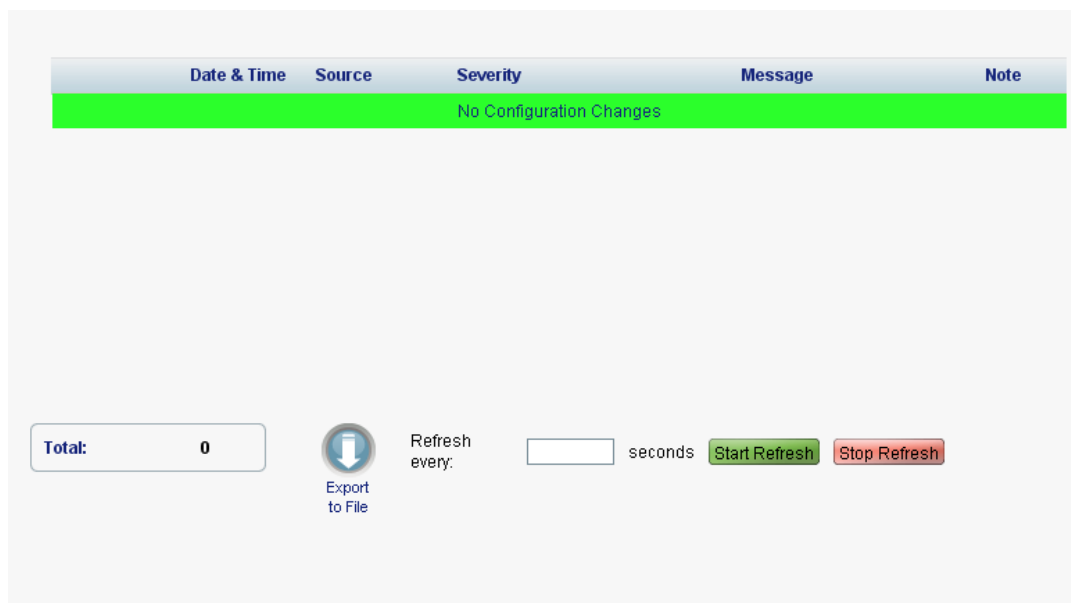 Date & Time Source Severity Message Note
No Configuration Changes
Total: 0
Export
to File
Refresh
every:
seconds
Start Refresh
Stop Refresh